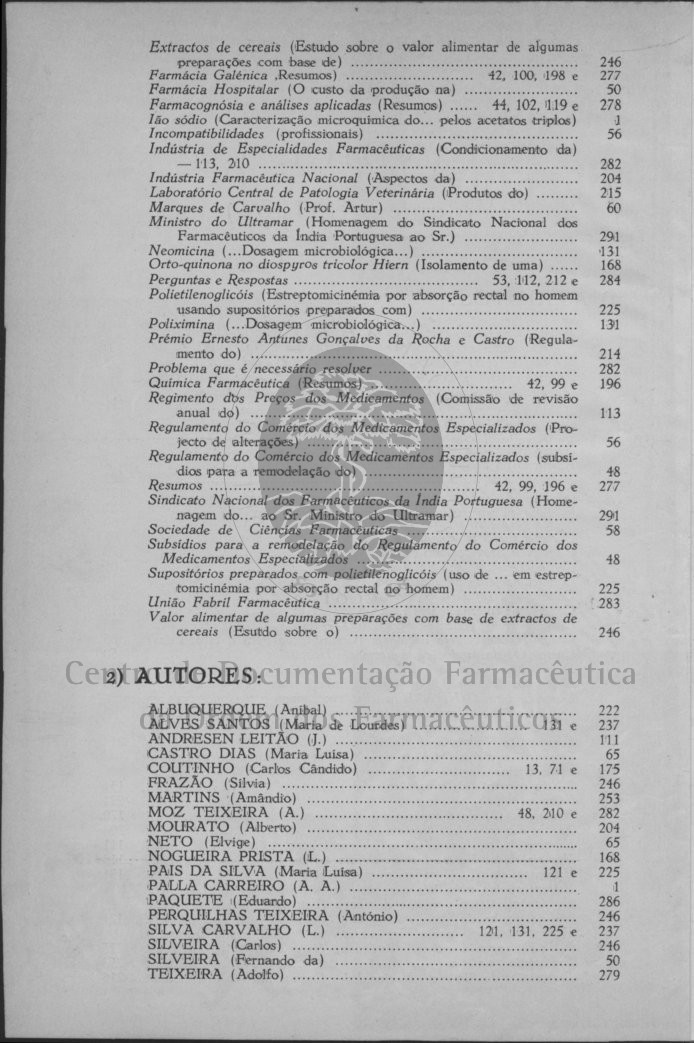 Extractos de cereais (Estudo sobre o valor alimentar de algumas
preparações com base de) ........................................ 246
Farmácia Galénica ,Resumos) ........................... 42, 100, 198 e 277
Farmácia Hospitalar (O custo da produção na) ........................ 50
Farmacognósia e análises aplicadas (Resumos) ...... 44, 102, 119 e 278
Ião sódio (Caracterização microquímica do... pelos acetatos triplos) 1
Incompatibilidades (profissionais) ........................................... 56
Indústria de Especialidades Farmacêuticas (Condicionamento da)
— 113, 210 .................................................................... 282
Indústria Farmacêutica Nacional (Aspectos da) ........................ 204
Laboratório Central de Patologia Veterinária (Produtos do) ......... 215
Marques de Carvalho (Prof. Artur) ....................................... 60
Ministro do Ultramar (Homenagem do Sindicato Nacional dos
Farmacêuticos da Índia Portuguesa ao Sr.) ........................ 291
Neomicina (...Dosagem microbiológica...) ................................. 131
Orto-quinona no diospyros tricolor Hiern (Isolamento de uma) ...... 168
Perguntas e Respostas ....................................... 53, 112, 212 e 284
Polietilenoglicóis (Estreptomicinémia por absorção rectal no homem
usando supositórios preparados com) ................................. 225
Poliximina (...Dosagem microbiológica...) ............................... 131
Prémio Ernesto Antunes Gonçalves da Rocha e Castro (Regula-
mento do) ..................................................................... 214
Problema que é necessário resolver .......................................... 282
Química Farmacêutica (Resumos) .............................. 42, 99 e 196
Regimento dos Preços dos Medicamentos (Comissão de revisão
anual do) ..................................................................... 113
Regulamento do Comércio dos Medicamentos Especializados (Pro-
jecto de alterações) ......................................................... 56
Regulamento do Comércio dos Medicamentos Especializados (subsí-
dios para a remodelação do) ............................................. 48
Resumos ......................................................... 42, 99, 196 e 277
Sindicato Nacional dos Farmacêuticos da Índia Portuguesa (Home-
nagem do... ao Sr. Ministro do Ultramar) ........................ 291
Sociedade de Ciências Farmacêuticas .................................... 58
Subsídios para a remodelação do Regulamento do Comércio dos
Medicamentos Especializados ............................................. 48
Supositórios preparados com polietilenoglicóis (uso de ... em estrep-
tomicinémia por absorção rectal no homem) ........................ 225
União Fabril Farmacêutica ..................................................... 283
Valor alimentar de algumas preparações com base de extractos de
cereais (Esutdo sobre o) ................................................ 246
Centro de Documentação Farmacêutica
2) AUTORES:
da Ordem dos Farmacêuticos
ALBUQUERQUE (Aníbal) ................................................... 222
ALVES SANTOS (Maria de Lourdes) .......................... 131 e 237
ANDRESEN LEITÃO (J.) ................................................... 111
CASTRO DIAS (Maria Luísa) ............................................. 65
COUTINHO (Carlos Cândido) .............................. 13, 71 e 175
FRAZÃO (Sílvia) .............................................................. 246
MARTINS (Amândio) ......................................................... 253
MOZ TEIXEIRA (A.) ........................................ 48, 210 e 282
MOURATO (Alberto) ......................................................... 204
NETO (Elvige) ................................................................. 65
NOGUEIRA PRISTA (L.) ................................................... 168
PAIS DA SILVA (Maria Luísa) ................................. 121 e 225
PALLA CARREIRO (A. A.) ................................................ 1
PAQUETE (Eduardo) ......................................................... 286
PERQUILHAS TEIXEIRA (António) .................................... 246
SILVA CARVALHO (L.) ........................... 121, 131, 225 e 237
SILVEIRA (Carlos) ............................................................ 246
SILVEIRA (Fernando da) ................................................... 50
TEIXEIRA (Adolfo) ............................................................ 279